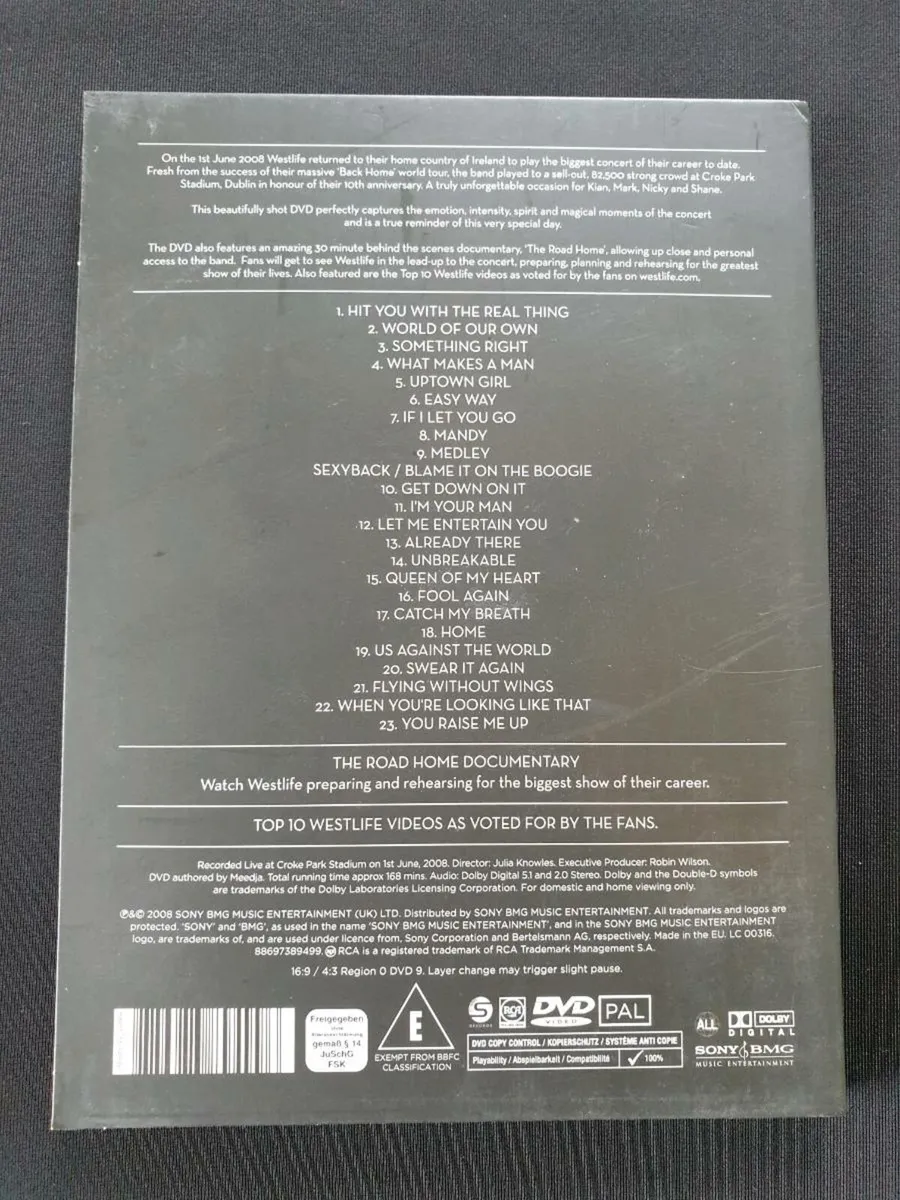 On the 1st June 2008 Westlife returned to their home country of Ireland to play the biggest concert of their career to date.
Fresh from the success of their massive 'Back Home' world tour, the band played to a sell-out, 82,500 strong crowd at Croke Park
Stadium, Dublin in honour of their 10th anniversary. A truly unforgettable occasion for Kian, Mark, Nicky and Shane.
This beautifully shot DVD perfectly captures the emotion, intensity, spirit and magical moments of the concert
and is a true reminder of this very special day.
The DVD also features an amazing 30 minute behind the scenes documentary, 'The Road Home', allowing up close and personal
access to the band. Fans will get to see Westlife in the lead-up to the concert, preparing, planning and rehearsing for the greatest
show of their lives. Also featured are the Top 10 Westlife videos as voted for by the fans on westlife.com.
1. HIT YOU WITH THE REAL THING
2. WORLD OF OUR OWN
3. SOMETHING RIGHT
4. WHAT MAKES A MAN
5. UPTOWN GIRL
6. EASY WAY
7. IF I LET YOU GO
8. MANDY
9. MEDLEY
SEXYBACK / BLAME IT ON THE BOOGIE
10. GET DOWN ON IT
11. I'M YOUR MAN
12. LET ME ENTERTAIN YOU
13. ALREADY THERE
14. UNBREAKABLE
15. QUEEN OF MY HEART
16. FOOL AGAIN
17. CATCH MY BREATH
18. HOME
19. US AGAINST THE WORLD
20. SWEAR IT AGAIN
21. FLYING WITHOUT WINGS
22. WHEN YOU'RE LOOKING LIKE THAT
23. YOU RAISE ME UP
THE ROAD HOME DOCUMENTARY
Watch Westlife preparing and rehearsing for the biggest show of their career.
TOP 10 WESTLIFE VIDEOS AS VOTED FOR BY THE FANS.
Recorded Live at Croke Park Stadium on 1st June, 2008. Director: Julia Knowles. Executive Producer: Robin Wilson.
DVD authored by Meedja. Total running time approx 168 mins. Audio: Dolby Digital 5.1 and 2.0 Stereo. Dolby and the Double-D symbols
are trademarks of the Dolby Laboratories Licensing Corporation. For domestic and home viewing only.
℗&© 2008 SONY BMG MUSIC ENTERTAINMENT (UK) LTD. Distributed by SONY BMG MUSIC ENTERTAINMENT. All trademarks and logos are
protected. 'SONY' and 'BMG', as used in the name 'SONY BMG MUSIC ENTERTAINMENT', and in the SONY BMG MUSIC ENTERTAINMENT
logo, are trademarks of, and are used under licence from, Sony Corporation and Bertelsmann AG, respectively. Made in the EU. LC 00316.
88697389499. RCA is a registered trademark of RCA Trademark Management S.A.
16:9 / 4:3 Region 0 DVD 9. Layer change may trigger slight pause.
Freigegeben
gemäß § 14
JuSchG
FSK
E
EXEMPT FROM BBFC
CLASSIFICATION
S
RECORDS
RCA
DVD
VIDEO
PAL
DVD COPY CONTROL / KOPIERSCHUTZ / SYSTÈME ANTI COPIE
Playability / Abspielbarkeit / Compatibilité 100%
ALL
DOLBY
DIGITAL
SONY BMG
MUSIC ENTERTAINMENT